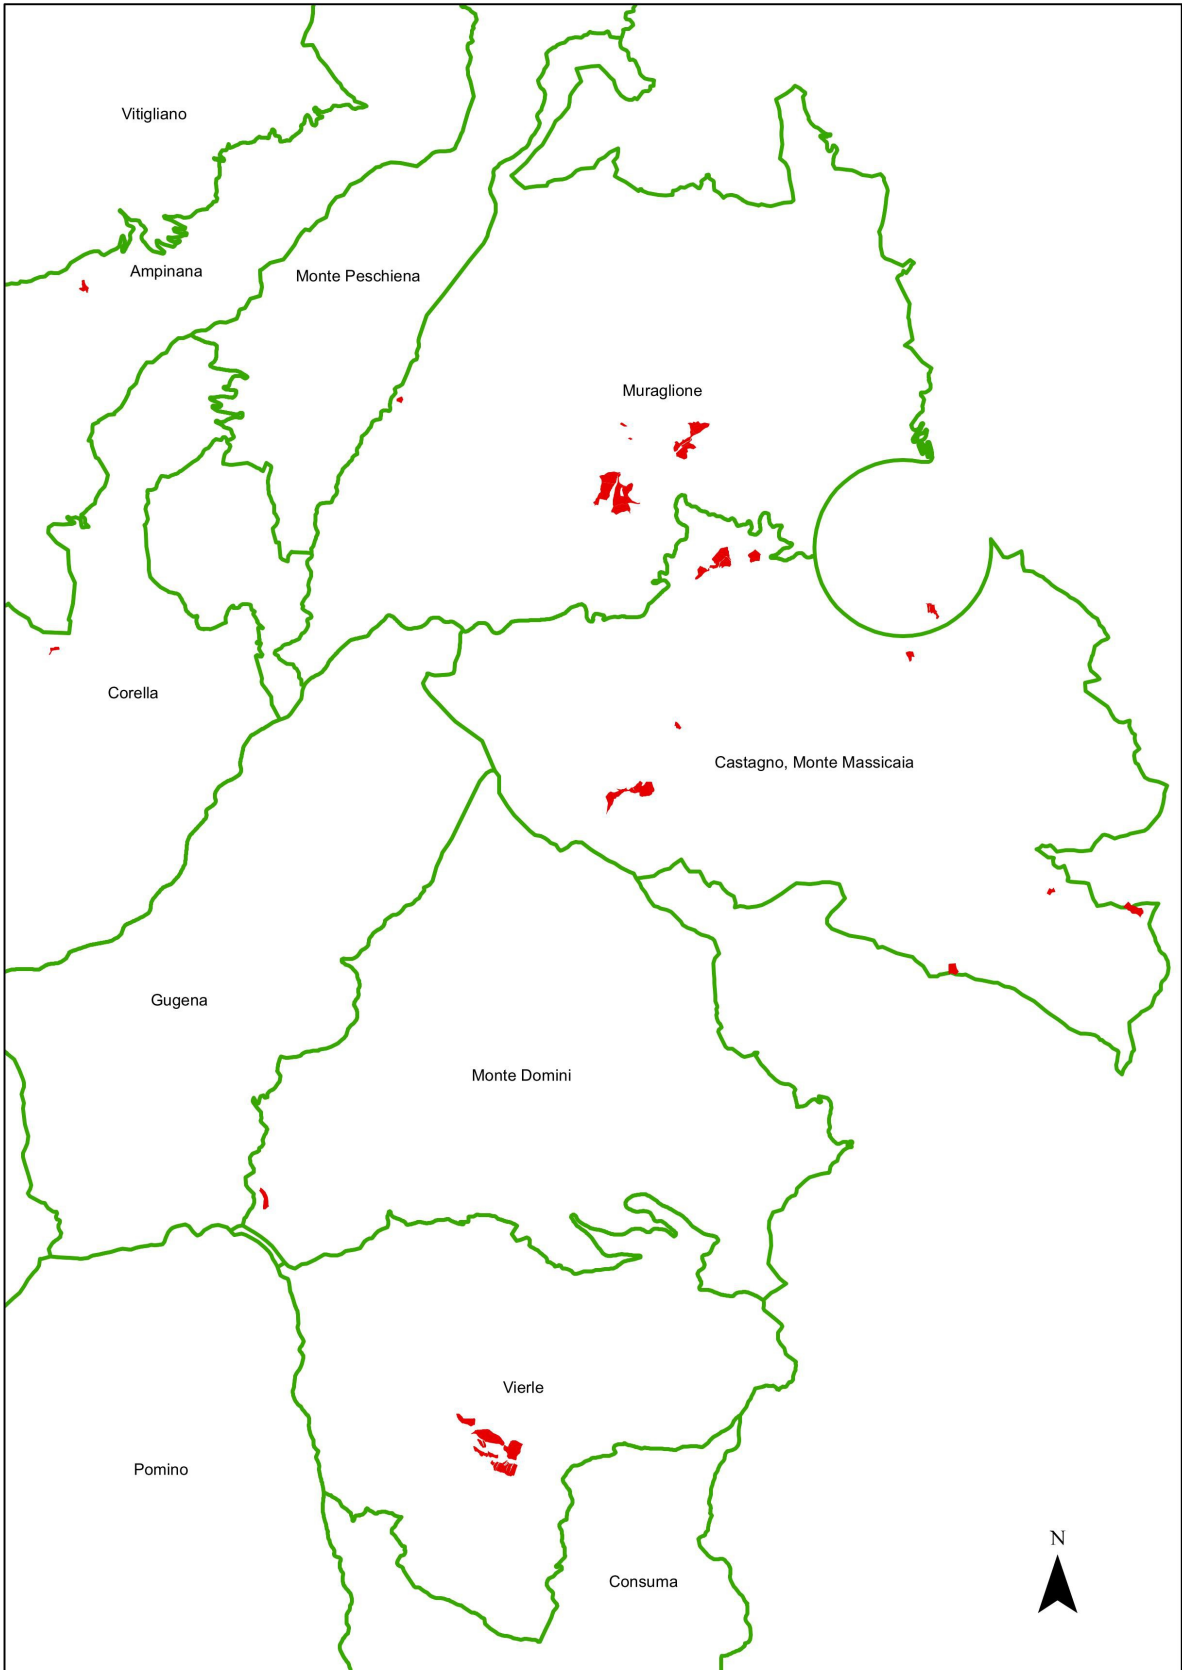 Vitigliano
Ampinana
Monte Peschiena
Muraglione
Corella
Castagno, Monte Massicaia
Gugena
Monte Domini
Vierle
Pomino
N
Consuma